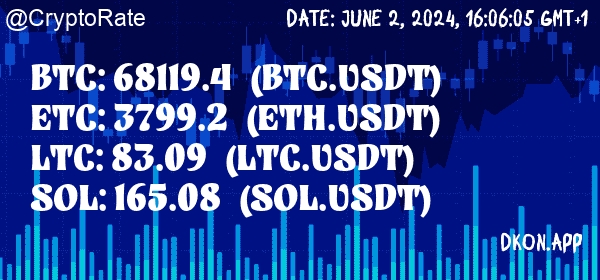 @CryptoRate
DATE: JUNE 2, 2024, 16:06:05 GMT+1
BTC: 68119.4 (BTC.USDT)
ETC: 3799.2 (ETH.USDT)
LTC: 83.09 (LTC.USDT)
SOL: 165.08 (SOL.USDT)
DKON.APP